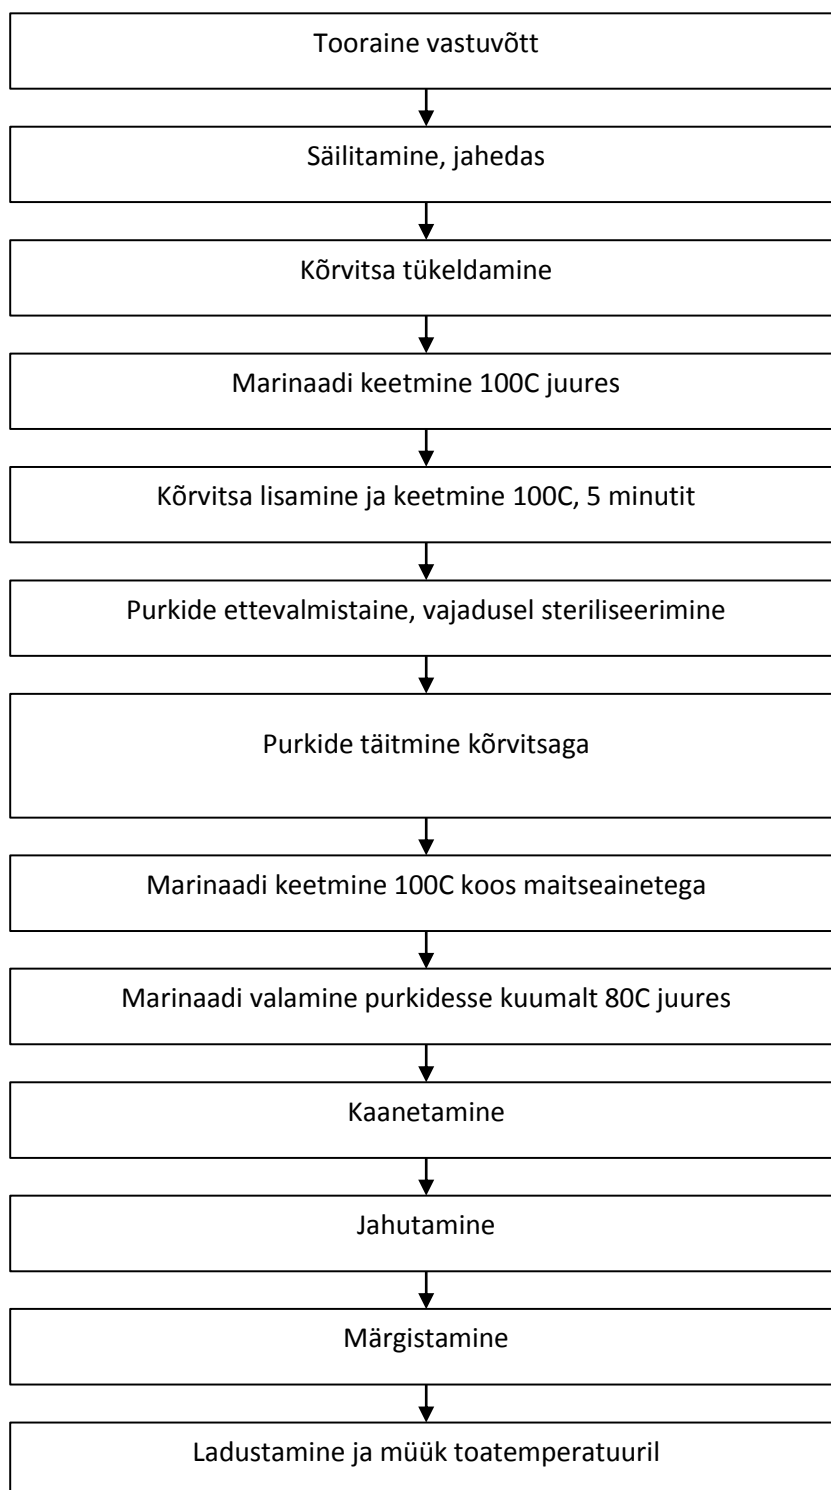 Tooraine vastuvõtt
Säilitamine, jahedas
Kõrvitsa tükeldamine
Marinaadi keetmine 100C juures
Kõrvitsa lisamine ja keetmine 100C, 5 minutit
Purkide ettevalmistaine, vajadusel steriliseerimine
Purkide täitmine kõrvitsaga
Marinaadi keetmine 100C koos maitseainetega
Marinaadi valamine purkidesse kuumalt 80C juures
Kaanetamine
Jahutamine
Märgistamine
Ladustamine ja müük toatemperatuuril